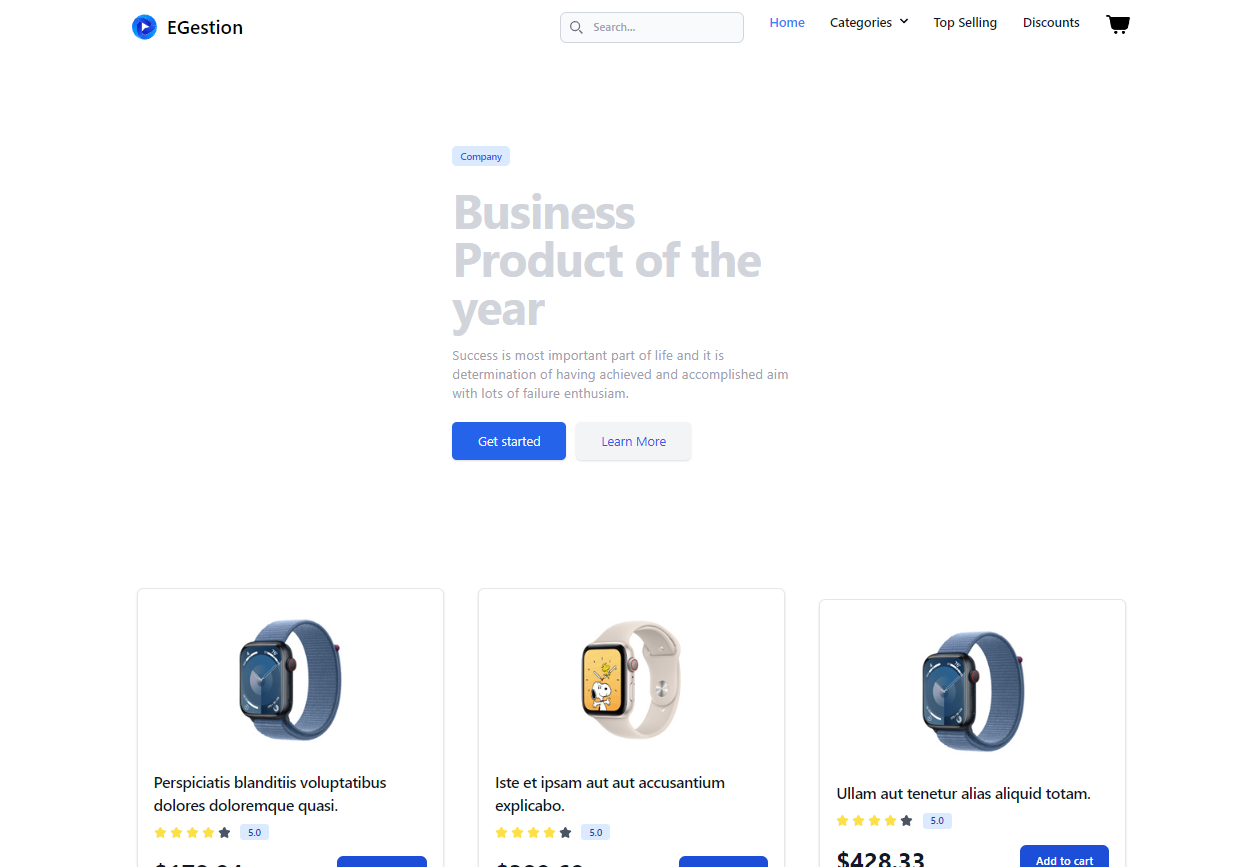 EGestion
Search...
Home
Categories
Top Selling
Discounts
Company
Business
Product of the
year
Success is most important part of life and it is
determination of having achieved and accomplished aim
with lots of failure enthusiam.
Get started
Learn More
Perspiciatis blanditiis voluptatibus
dolores doloremque quasi.
5.0
Iste et ipsam aut aut accusantium
explicabo.
5.0
Ullam aut tenetur alias aliquid totam.
5.0
$428.33
Add to cart